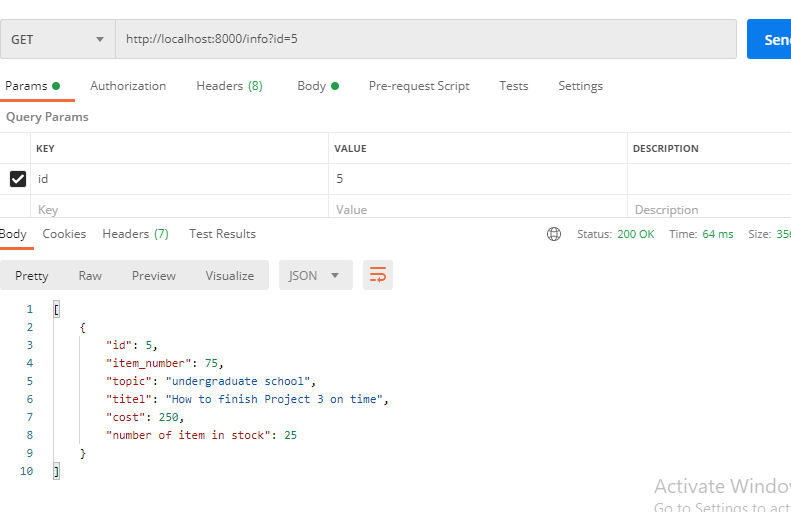 GET http://localhost:8000/info?id=5 Sen
Params Authorization Headers (8) Body Pre-request Script Tests Settings
Query Params
KEY VALUE DESCRIPTION
id 5
Key Value Description
Body Cookies Headers (7) Test Results Status: 200 OK Time: 64 ms Size: 356
Pretty Raw Preview Visualize JSON
1 [
2 {
3 "id": 5,
4 "item_number": 75,
5 "topic": "undergraduate school",
6 "titel": "How to finish Project 3 on time",
7 "cost": 250,
8 "number of item in stock": 25
9 }
10 ]
Activate Windo
Go to Settings to act